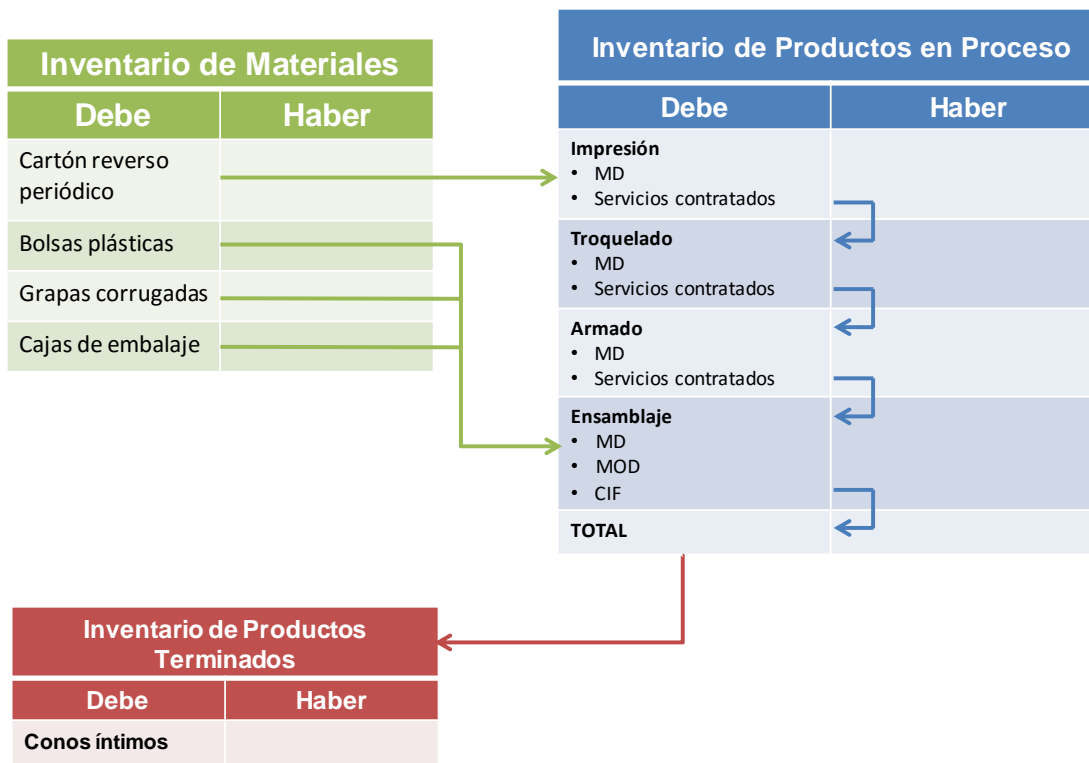 Inventario de Materiales
Debe
Haber
Cartón reverso
periódico
Bolsas plásticas
Grapas corrugadas
Cajas de embalaje
Inventario de Productos en Proceso
Debe
Haber
Impresión
• MD
• Servicios contratados
Troquelado
• MD
• Servicios contratados
Armado
• MD
• Servicios contratados
Ensamblaje
• MD
• MOD
• CIF
TOTAL
Inventario de Productos
Terminados
Debe
Haber
Conos íntimos